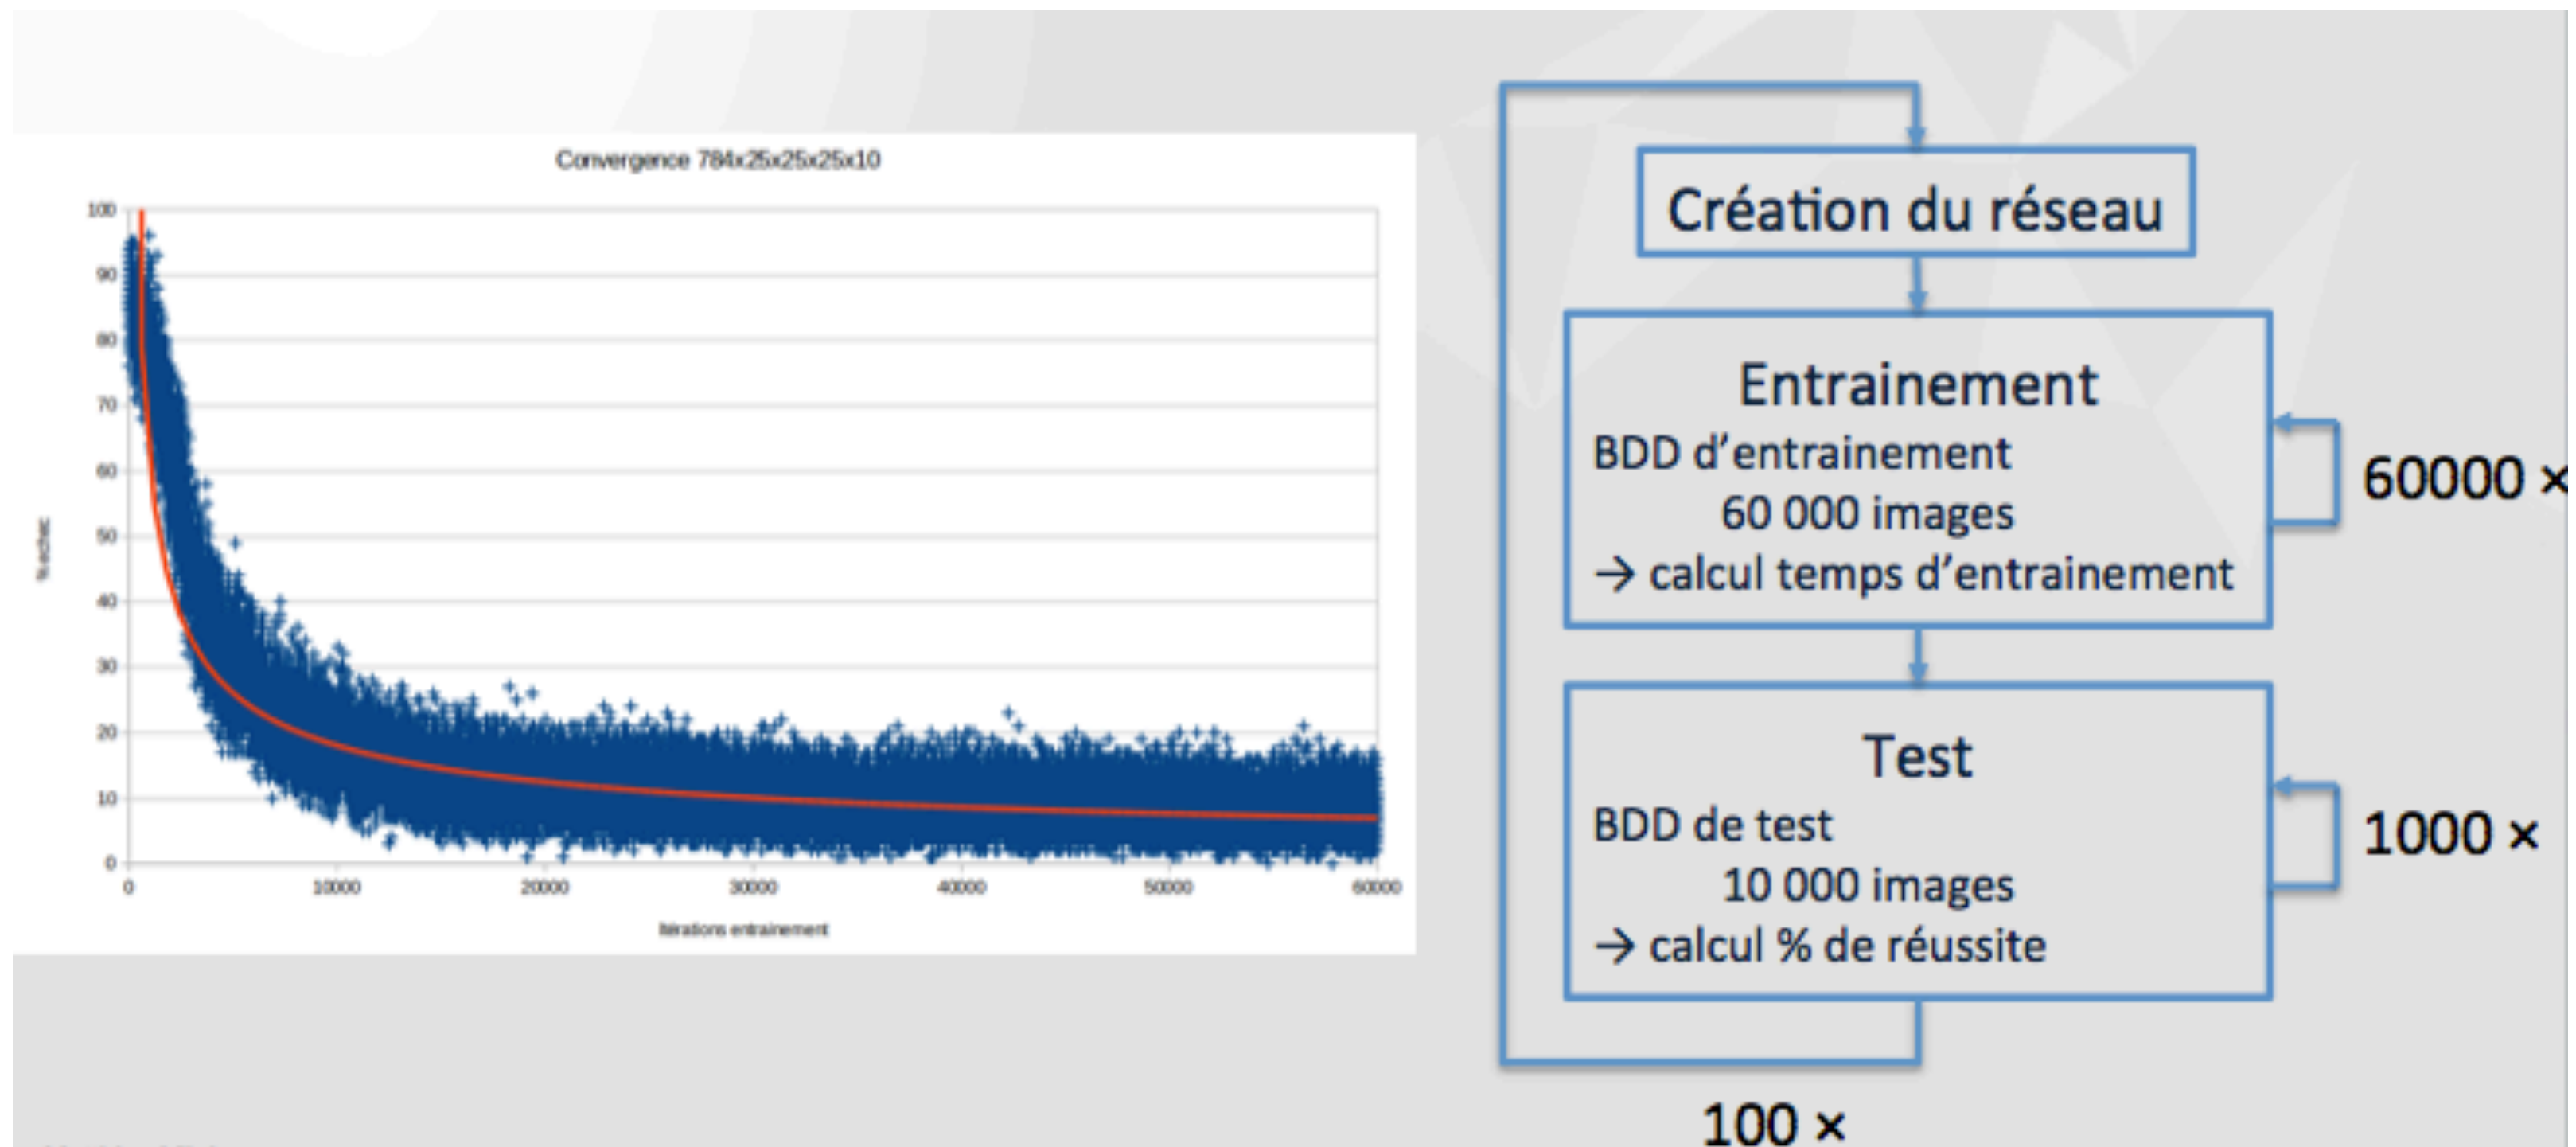 Convergence 784x25x25x25x10
100
90
80
70
60
50
40
30
20
10
0
% echec
0 10000 20000 30000 40000 50000 60000
Itérations entrainement
Création du réseau
Entrainement
BDD d'entrainement
60 000 images
→ calcul temps d'entrainement
60000 ×
Test
BDD de test
10 000 images
→ calcul % de réussite
1000 ×
100 ×